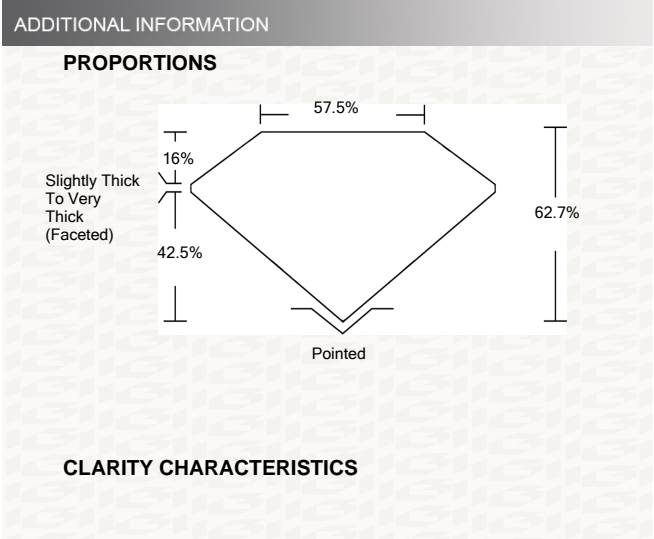 ADDITIONAL INFORMATION
PROPORTIONS
57.5%
16%
Slightly Thick
To Very
Thick
(Faceted)
62.7%
42.5%
Pointed
CLARITY CHARACTERISTICS